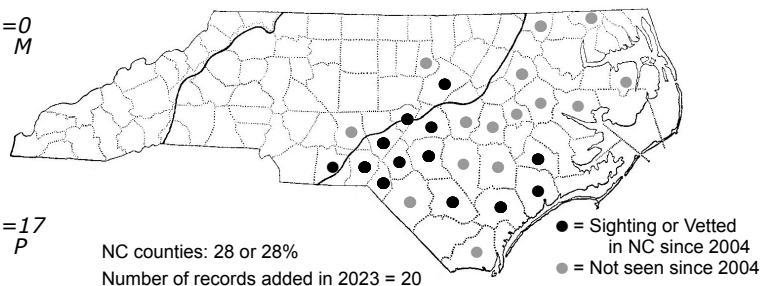 =0
M
=17
P
NC counties: 28 or 28%
Number of records added in 2023 = 20
= Sighting or Vetted
in NC since 2004
= Not seen since 2004